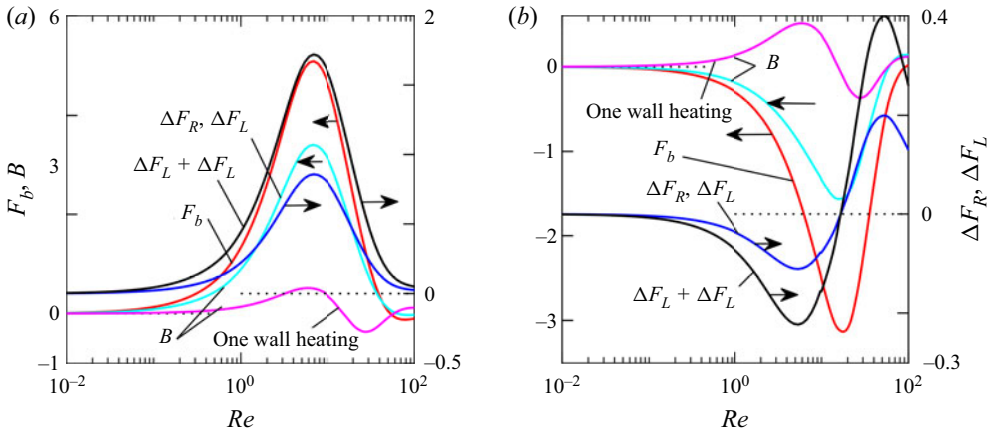 (a)
6
2
ΔF_R, ΔF_L
3
ΔF_L + ΔF_L
F_b
F_b, B
0
0
B
One wall heating
-1
-0.5
10^-2
10^0
10^2
Re
(b)
0.4
0
B
One wall heating
-1
F_b
ΔF_R, ΔF_L
-2
0
ΔF_R, ΔF_L
ΔF_L + ΔF_L
-3
-0.3
10^-2
10^0
10^2
Re